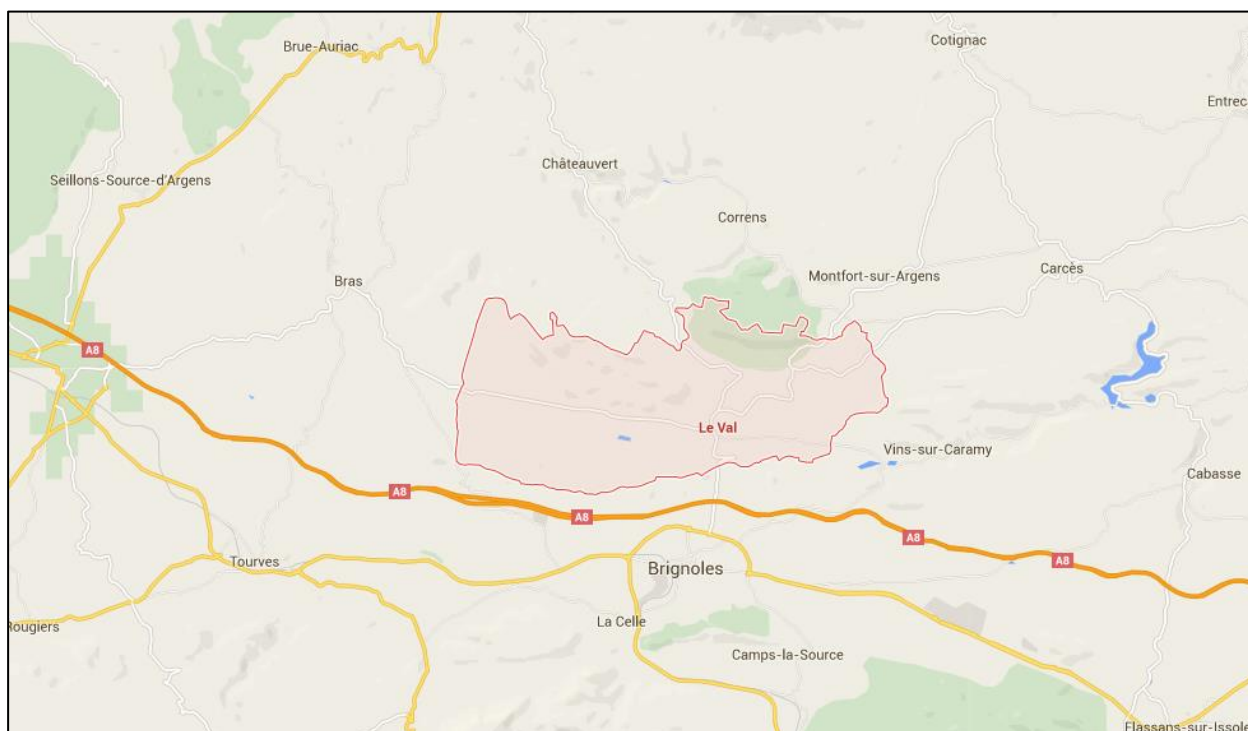 Brue-Auriac
Cotignac
Entrec
Châteauvert
Seillons-Source-d'Argens
Correns
Montfort-sur-Argens
Carcès
Bras
A8
Le Val
Vins-sur-Caramy
Cabasse
A8
A8
A8
A8
Tourves
Brignoles
Rougiers
La Celle
Camps-la-Source
Flassans-sur-Issole